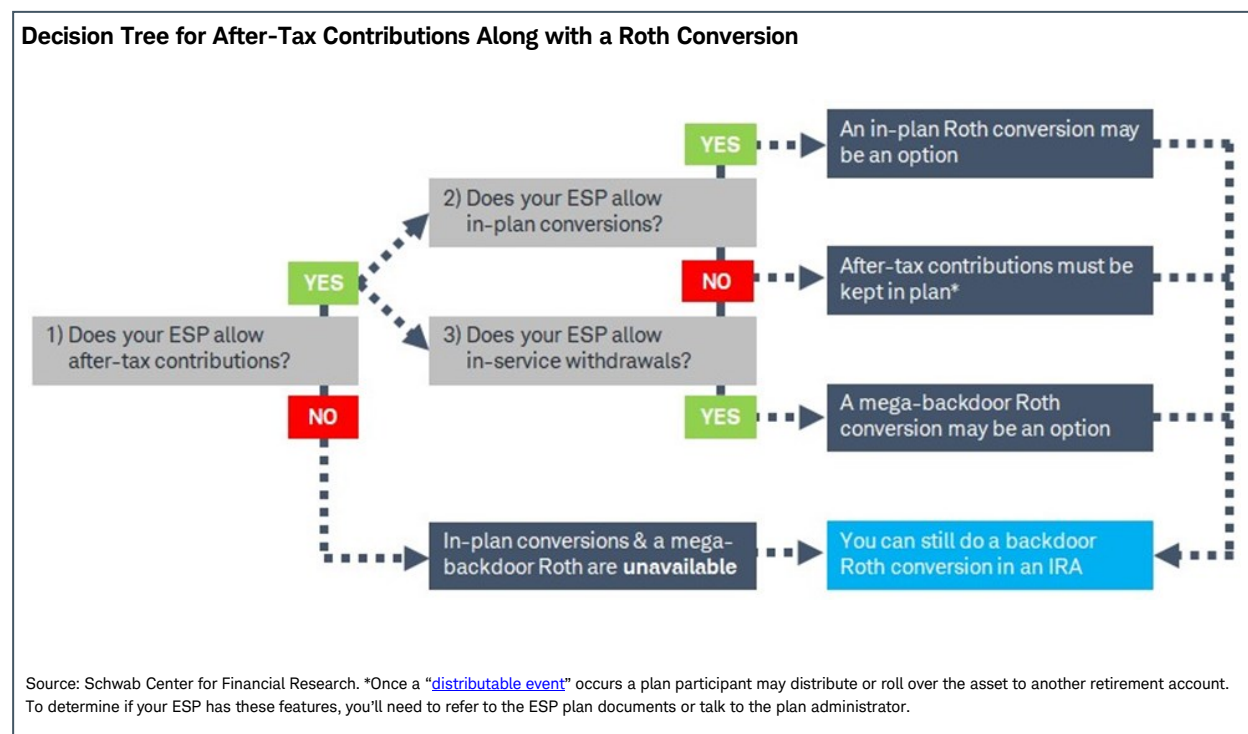 Decision Tree for After-Tax Contributions Along with a Roth Conversion
YES
An in-plan Roth conversion may
be an option
2) Does your ESP allow
in-plan conversions?
YES
NO
After-tax contributions must be
kept in plan*
1) Does your ESP allow
after-tax contributions?
3) Does your ESP allow
in-service withdrawals?
NO
YES
A mega-backdoor Roth
conversion may be an option
In-plan conversions & a mega-
backdoor Roth are unavailable
You can still do a backdoor
Roth conversion in an IRA
Source: Schwab Center for Financial Research. *Once a “distributable event” occurs a plan participant may distribute or roll over the asset to another retirement account.
To determine if your ESP has these features, you’ll need to refer to the ESP plan documents or talk to the plan administrator.